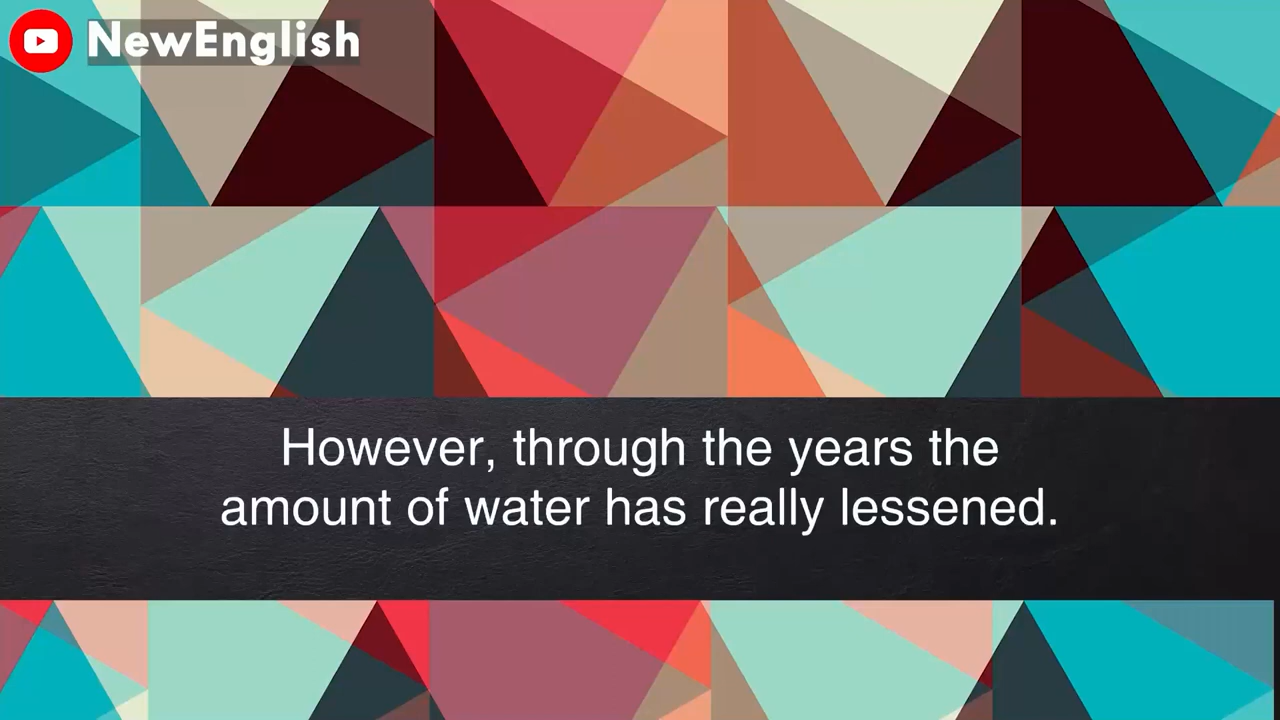 NewEnglish
However, through the years the
amount of water has really lessened.